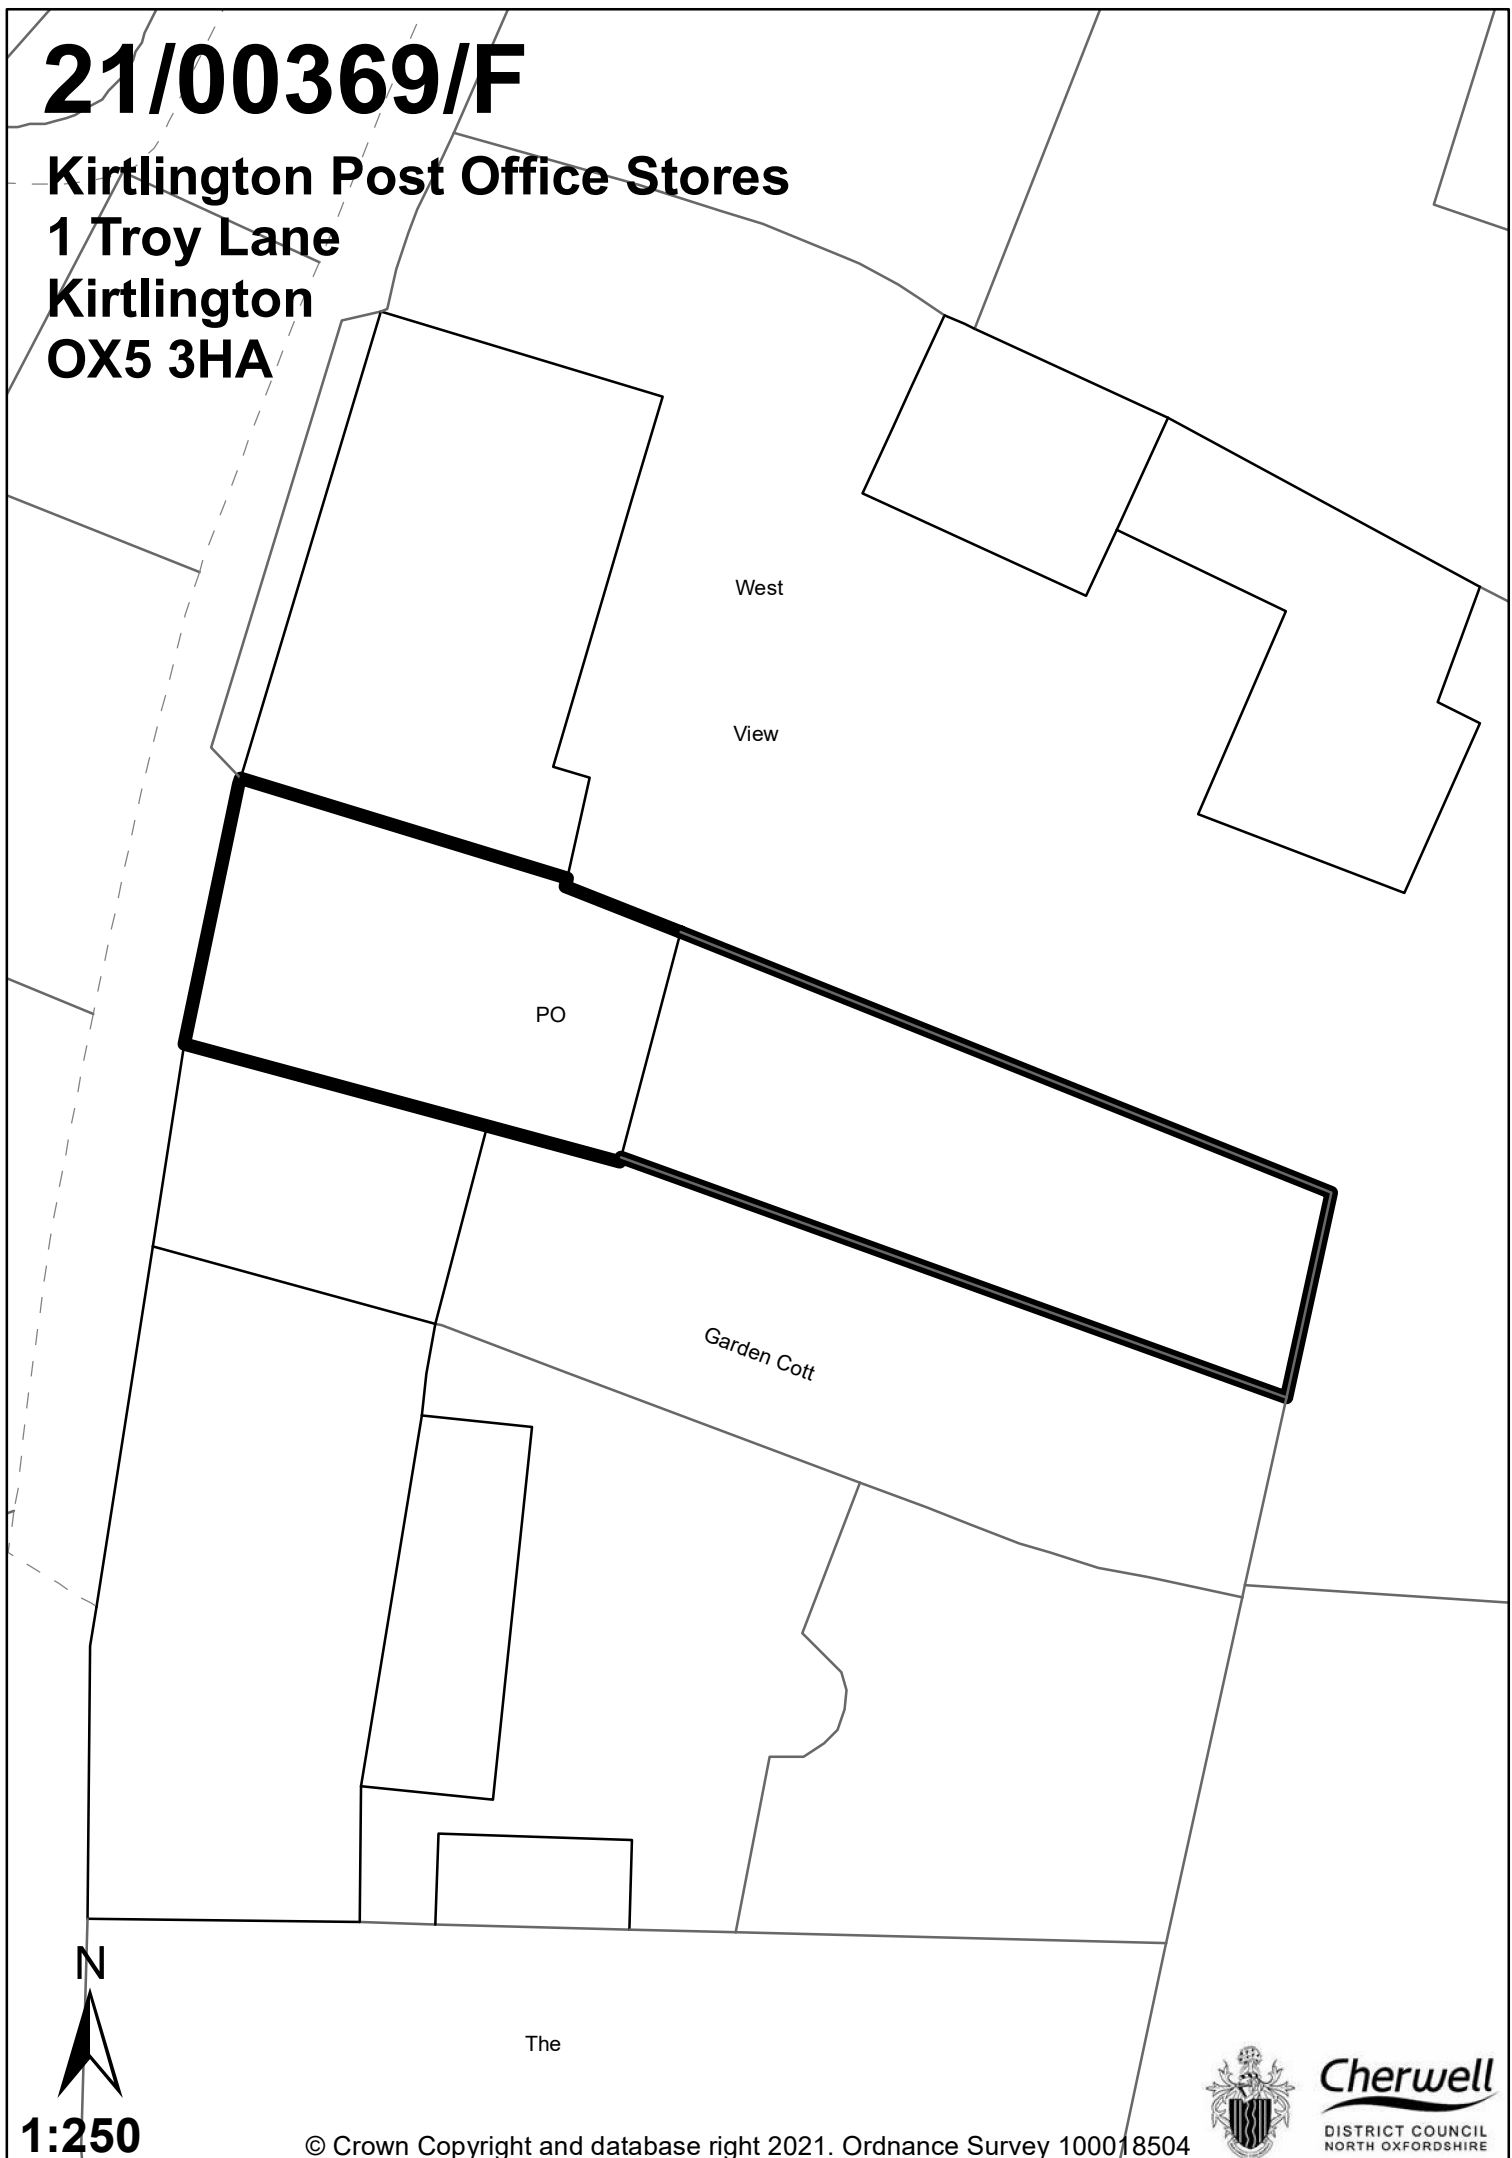 21/00369/F
Kirtlington Post Office Stores
1 Troy Lane
Kirtlington
OX5 3HA
West
View
PO
Garden Cott
N
The
1:250
© Crown Copyright and database right 2021. Ordnance Survey 100018504
Cherwell
DISTRICT COUNCIL
NORTH OXFORDSHIRE